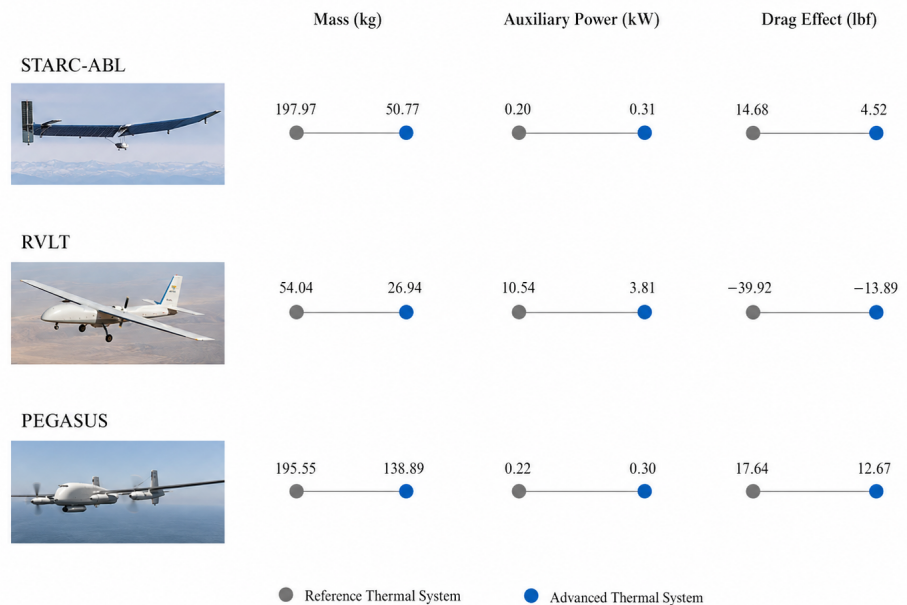 Mass (kg) Auxiliary Power (kW) Drag Effect (lbf)
STARC-ABL
197.97 50.77 0.20 0.31 14.68 4.52
RVLT
54.04 26.94 10.54 3.81 −39.92 −13.89
PEGASUS
195.55 138.89 0.22 0.30 17.64 12.67
Reference Thermal System Advanced Thermal System